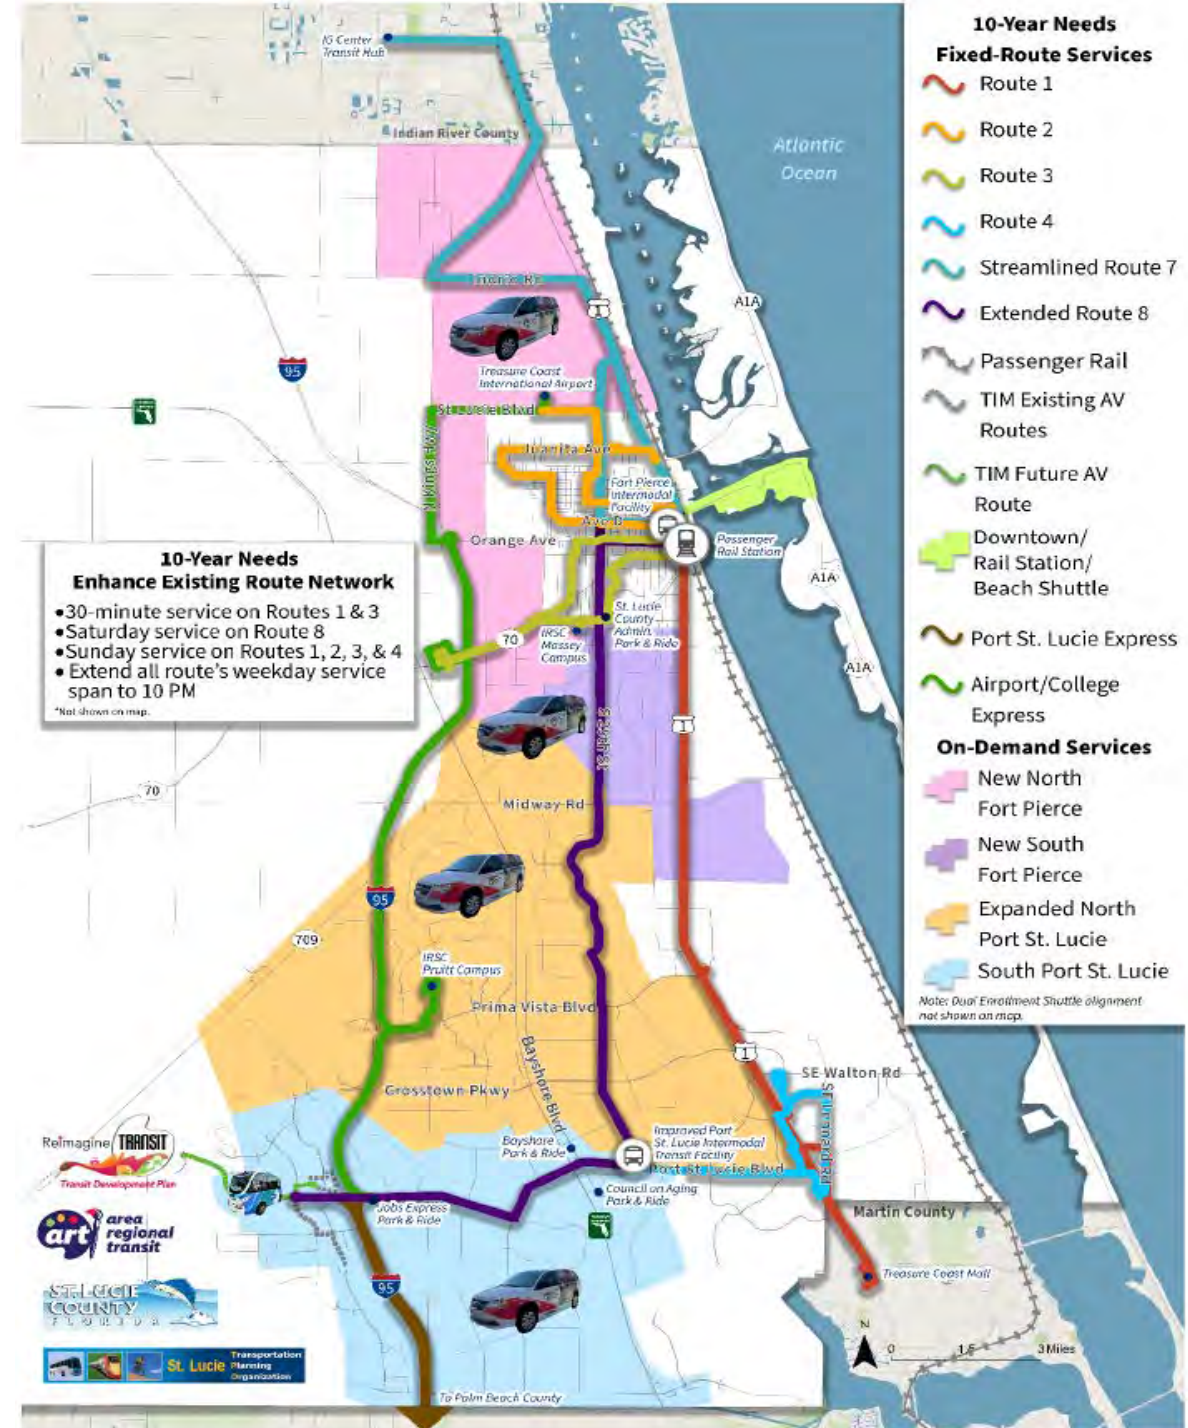 IG Center
Transit Hub
Indian River County
Atlantic
Ocean
Indrio Rd
1
A1A
95
Treasure Coast
International Airport
St Lucie Blvd
N Kings Hwy
Juanita Ave
Fort Pierce
Intermodal
Facility
Ave D
Orange Ave
Passenger
Rail Station
A1A
70
IRSC
Massey
Campus
St. Lucie
County
Admin.
Park & Ride
A1A
S 25th St
1
70
Midway Rd
95
709
IRSC
Pruitt Campus
Prima Vista Blvd
Bayshore Blvd
1
SE Walton Rd
Crosstown Pkwy
Bayshore
Park & Ride
Improved Port
St. Lucie Intermodal
Transit Facility
Port St Lucie Blvd
Council on Aging
Park & Ride
Jobs Express
Park & Ride
Martin County
95
Treasure Coast Mall
N
0 1.5 3 Miles
To Palm Beach County
10-Year Needs
Enhance Existing Route Network
•30-minute service on Routes 1 & 3
•Saturday service on Route 8
•Sunday service on Routes 1, 2, 3, & 4
• Extend all route's weekday service
span to 10 PM
*Not shown on map.
10-Year Needs
Fixed-Route Services
Route 1
Route 2
Route 3
Route 4
Streamlined Route 7
Extended Route 8
Passenger Rail
TIM Existing AV
Routes
TIM Future AV
Route
Downtown/
Rail Station/
Beach Shuttle
Port St. Lucie Express
Airport/College
Express
On-Demand Services
New North
Fort Pierce
New South
Fort Pierce
Expanded North
Port St. Lucie
South Port St. Lucie
Note: Dual Enrollment Shuttle alignment
not shown on map.
Reimagine TRANSIT
Transit Development Plan
art area
regional
transit
ST. LUCIE
COUNTY
FLORIDA
St. Lucie Transportation
Planning
Organization